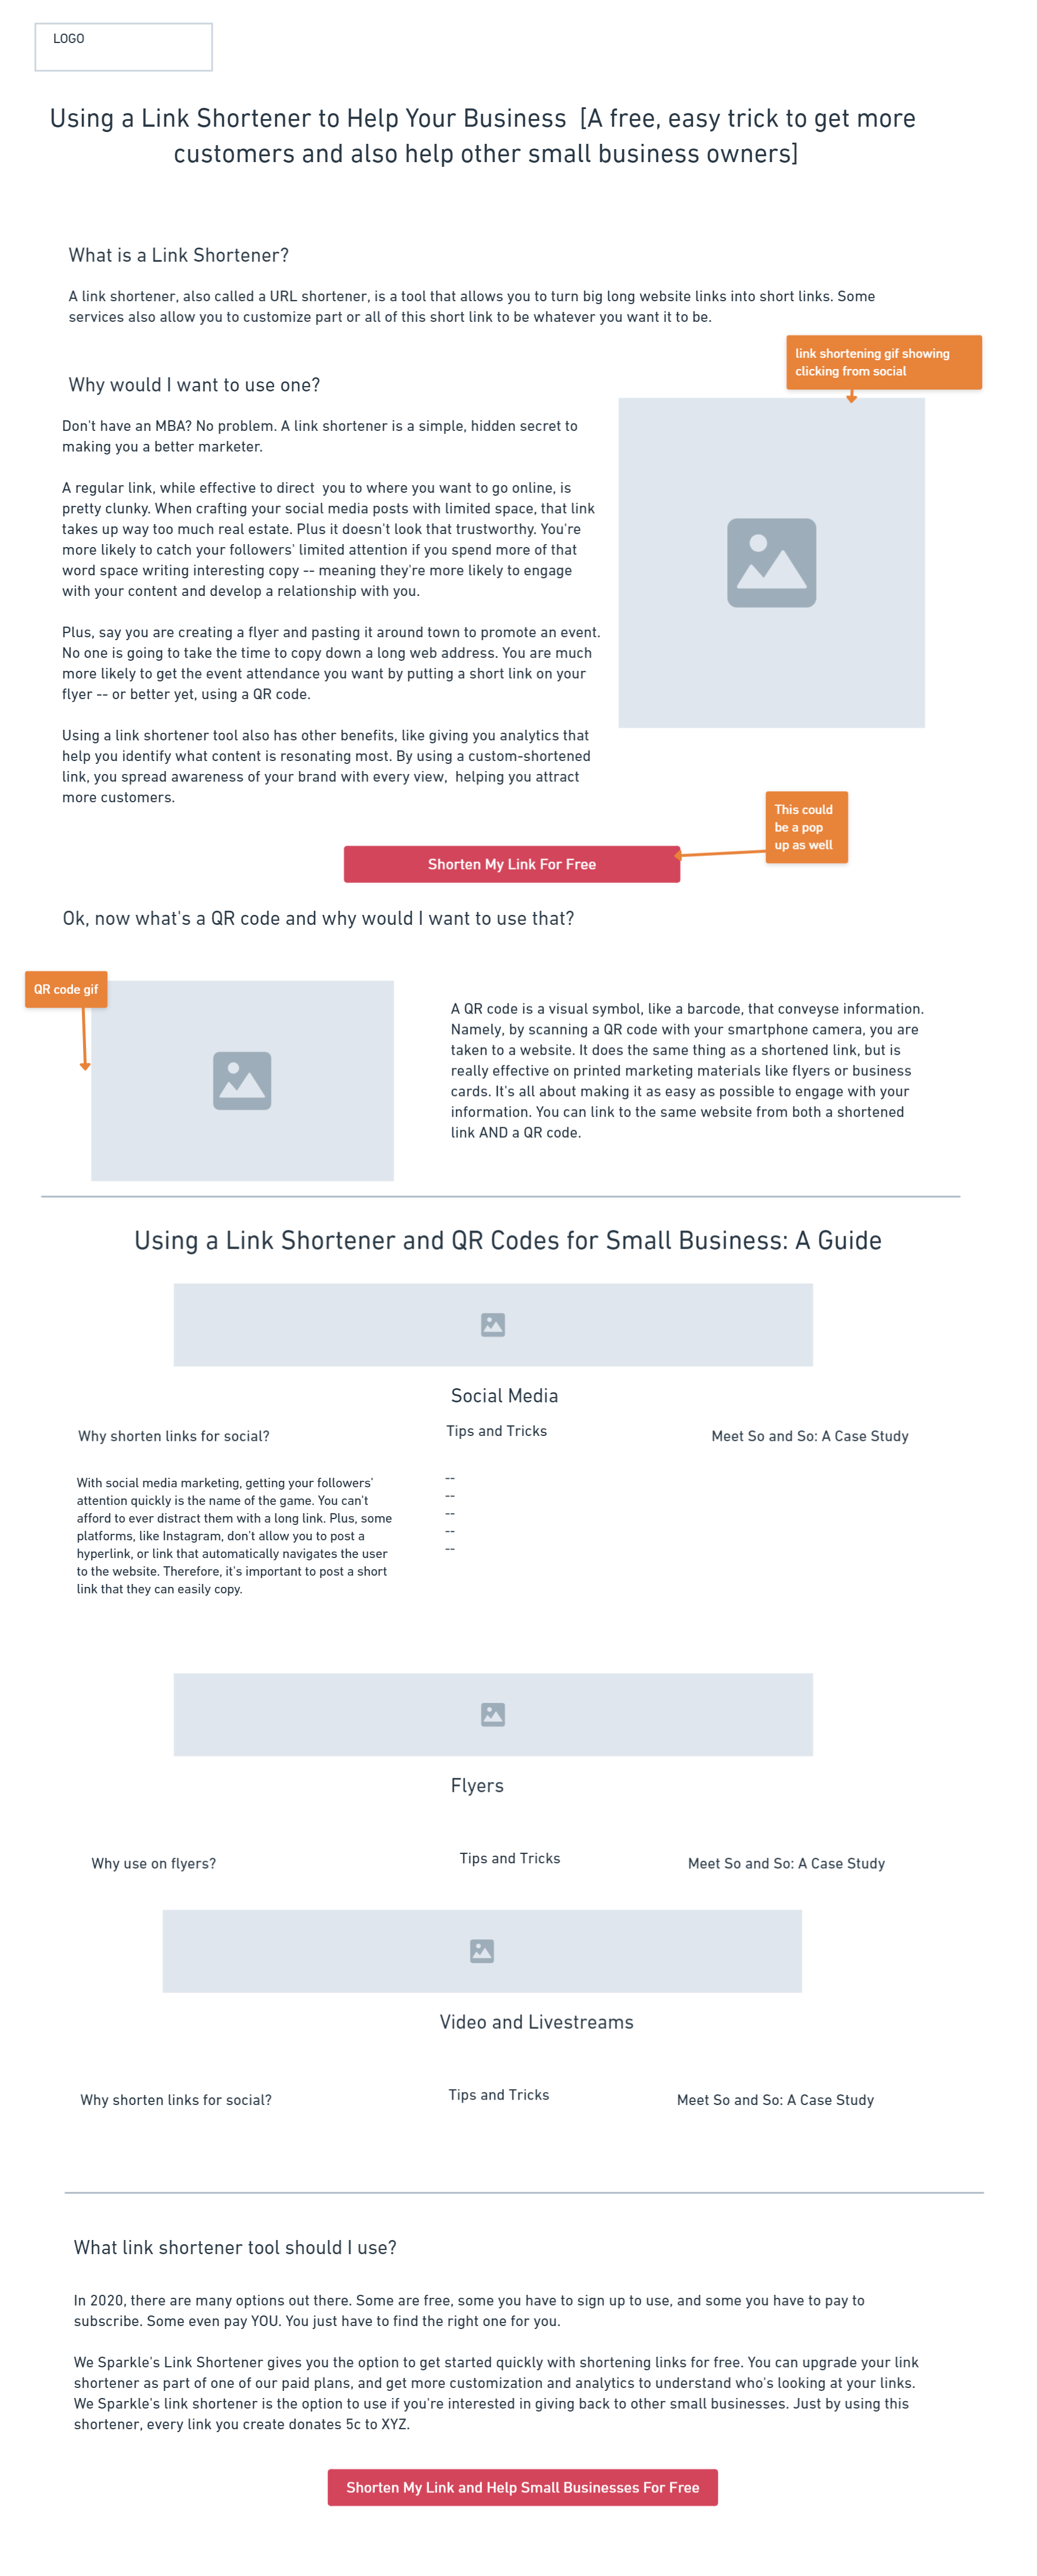 LOGO
Using a Link Shortener to Help Your Business  [A free, easy trick to get more
customers and also help other small business owners]
What is a Link Shortener?
A link shortener, also called a URL shortener, is a tool that allows you to turn big long website links into short links. Some
services also allow you to customize part or all of this short link to be whatever you want it to be.
link shortening gif showing
clicking from social
Why would I want to use one?
Don't have an MBA? No problem. A link shortener is a simple, hidden secret to
making you a better marketer.
A regular link, while effective to direct  you to where you want to go online, is
pretty clunky. When crafting your social media posts with limited space, that link
takes up way too much real estate. Plus it doesn't look that trustworthy. You're
more likely to catch your followers' limited attention if you spend more of that
word space writing interesting copy -- meaning they're more likely to engage
with your content and develop a relationship with you.
Plus, say you are creating a flyer and pasting it around town to promote an event.
No one is going to take the time to copy down a long web address. You are much
more likely to get the event attendance you want by putting a short link on your
flyer -- or better yet, using a QR code.
Using a link shortener tool also has other benefits, like giving you analytics that
help you identify what content is resonating most. By using a custom-shortened
link, you spread awareness of your brand with every view,  helping you attract
more customers.
This could
be a pop
up as well
Shorten My Link For Free
Ok, now what's a QR code and why would I want to use that?
QR code gif
A QR code is a visual symbol, like a barcode, that conveyse information.
Namely, by scanning a QR code with your smartphone camera, you are
taken to a website. It does the same thing as a shortened link, but is
really effective on printed marketing materials like flyers or business
cards. It's all about making it as easy as possible to engage with your
information. You can link to the same website from both a shortened
link AND a QR code.
Using a Link Shortener and QR Codes for Small Business: A Guide
Social Media
Why shorten links for social?
With social media marketing, getting your followers'
attention quickly is the name of the game. You can't
afford to ever distract them with a long link. Plus, some
platforms, like Instagram, don't allow you to post a
hyperlink, or link that automatically navigates the user
to the website. Therefore, it's important to post a short
link that they can easily copy.
Tips and Tricks
--
--
--
--
--
Meet So and So: A Case Study
Flyers
Why use on flyers?
Tips and Tricks
Meet So and So: A Case Study
Video and Livestreams
Why shorten links for social?
Tips and Tricks
Meet So and So: A Case Study
What link shortener tool should I use?
In 2020, there are many options out there. Some are free, some you have to sign up to use, and some you have to pay to
subscribe. Some even pay YOU. You just have to find the right one for you.
We Sparkle's Link Shortener gives you the option to get started quickly with shortening links for free. You can upgrade your link
shortener as part of one of our paid plans, and get more customization and analytics to understand who's looking at your links.
We Sparkle's link shortener is the option to use if you're interested in giving back to other small businesses. Just by using this
shortener, every link you create donates 5c to XYZ.
Shorten My Link and Help Small Businesses For Free